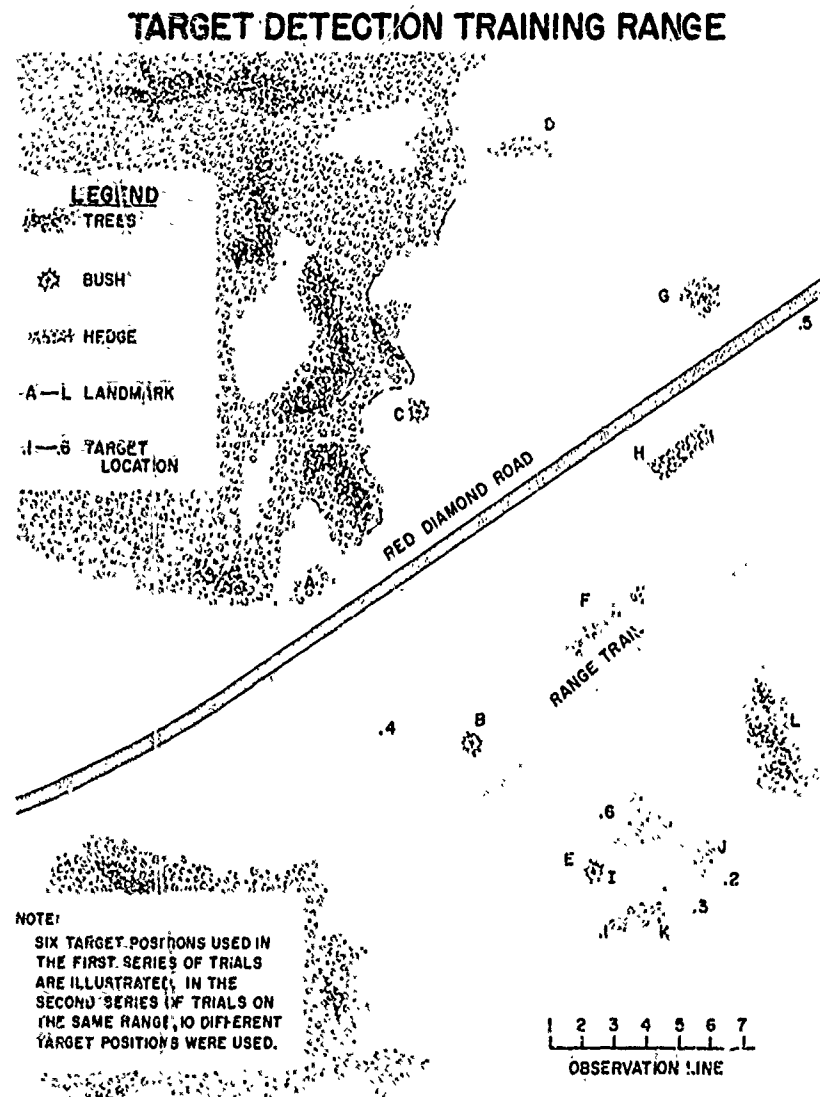 TARGET DETECTION TRAINING RANGE
D
LEGEND
TREES
BUSH
HEDGE
A—L LANDMARK
.1—.6 TARGET
LOCATION
G
.5
C
H
RED DIAMOND ROAD
A
F
RANGE TRAIL
B
.4
L
.6
J
E
I
.2
.3
.1
K
NOTE:
SIX TARGET POSITIONS USED IN
THE FIRST SERIES OF TRIALS
ARE ILLUSTRATED, IN THE
SECOND SERIES OF TRIALS ON
THE SAME RANGE, 10 DIFFERENT
TARGET POSITIONS WERE USED.
1 2 3 4 5 6 7
OBSERVATION LINE